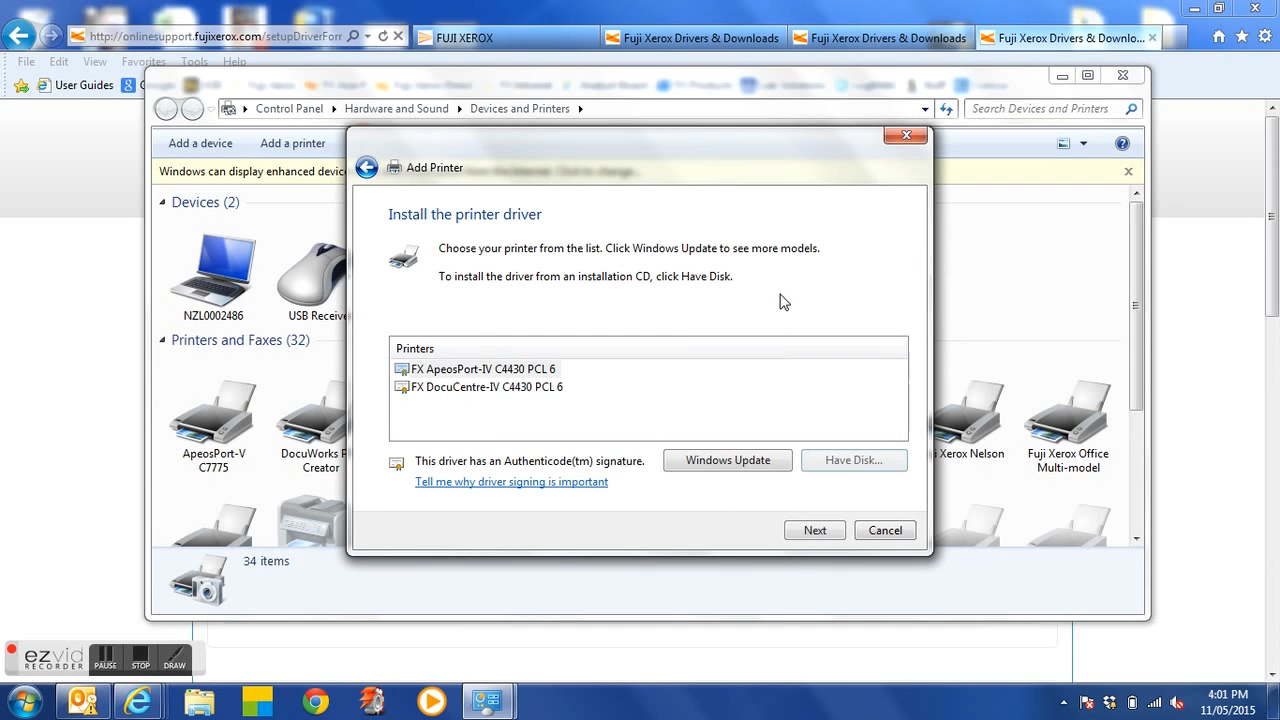 http://onlinesupport.fujixerox.com/setupDriverForr
FUJI XEROX
Fuji Xerox Drivers & Downloads
Fuji Xerox Drivers & Downloads
Fuji Xerox Drivers & Downlo...
File Edit View Favorites Tools Help
User Guides
Control Panel Hardware and Sound Devices and Printers
Search Devices and Printers
Add a device Add a printer
Windows can display enhanced device
Add Printer
Devices (2)
Install the printer driver
Choose your printer from the list. Click Windows Update to see more models.
To install the driver from an installation CD, click Have Disk.
NZL0002486
USB Receive
Printers and Faxes (32)
Printers
FX ApeosPort-IV C4430 PCL 6
FX DocuCentre-IV C4430 PCL 6
ApeosPort-V
C7775
DocuWorks P
Creator
Xerox Nelson
Fuji Xerox Office
Multi-model
This driver has an Authenticode(tm) signature.
Windows Update
Have Disk...
Tell me why driver signing is important
Next
Cancel
34 items
ezvid
RECORDER
PAUSE
STOP
DRAW
4:01 PM
11/05/2015